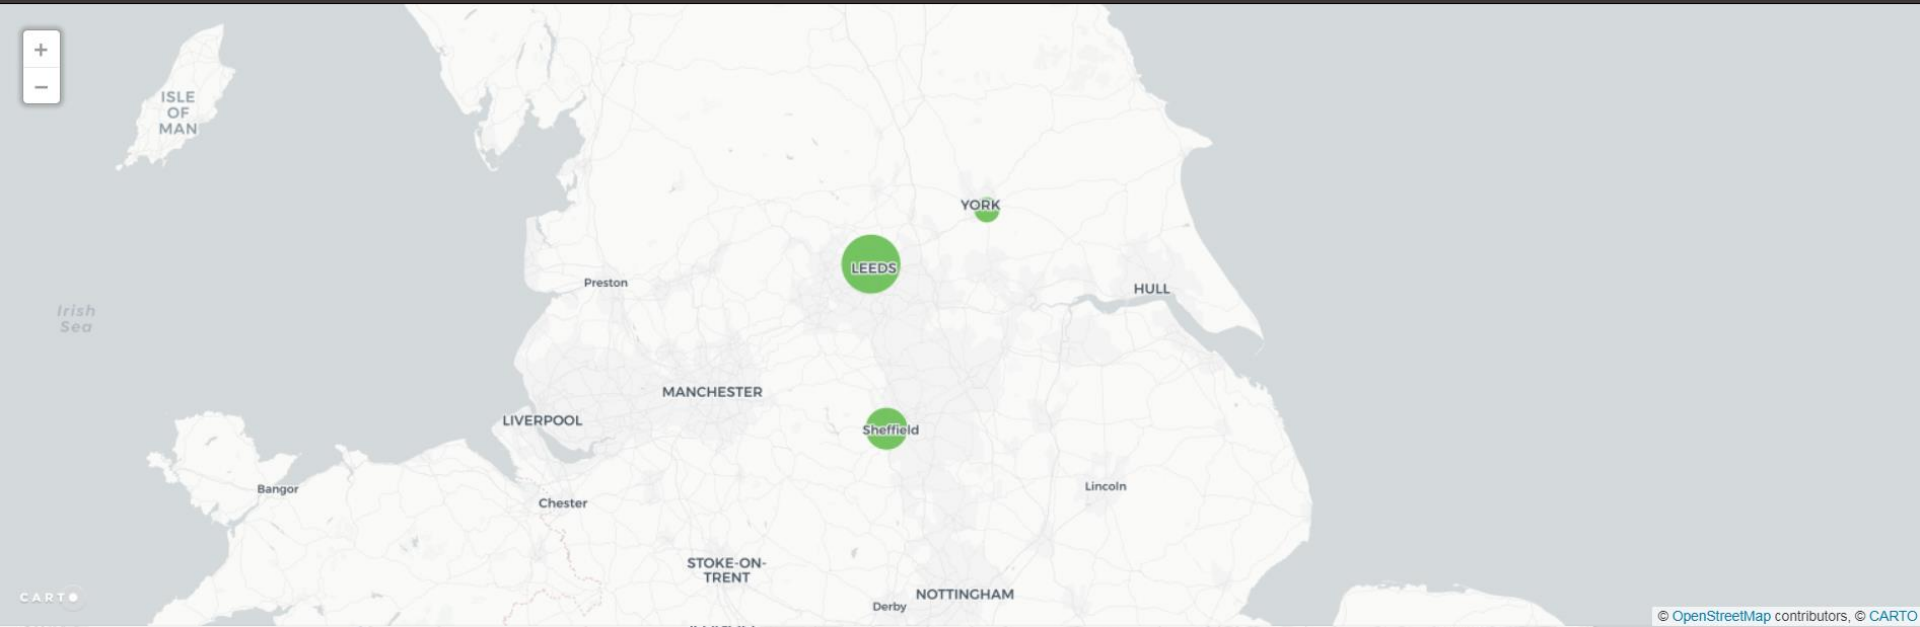 +
−
ISLE
OF
MAN
YORK
LEEDS
Preston
HULL
Irish
Sea
MANCHESTER
LIVERPOOL
Sheffield
Bangor
Lincoln
Chester
STOKE-ON-
TRENT
NOTTINGHAM
Derby
CARTO
© OpenStreetMap contributors, © CARTO